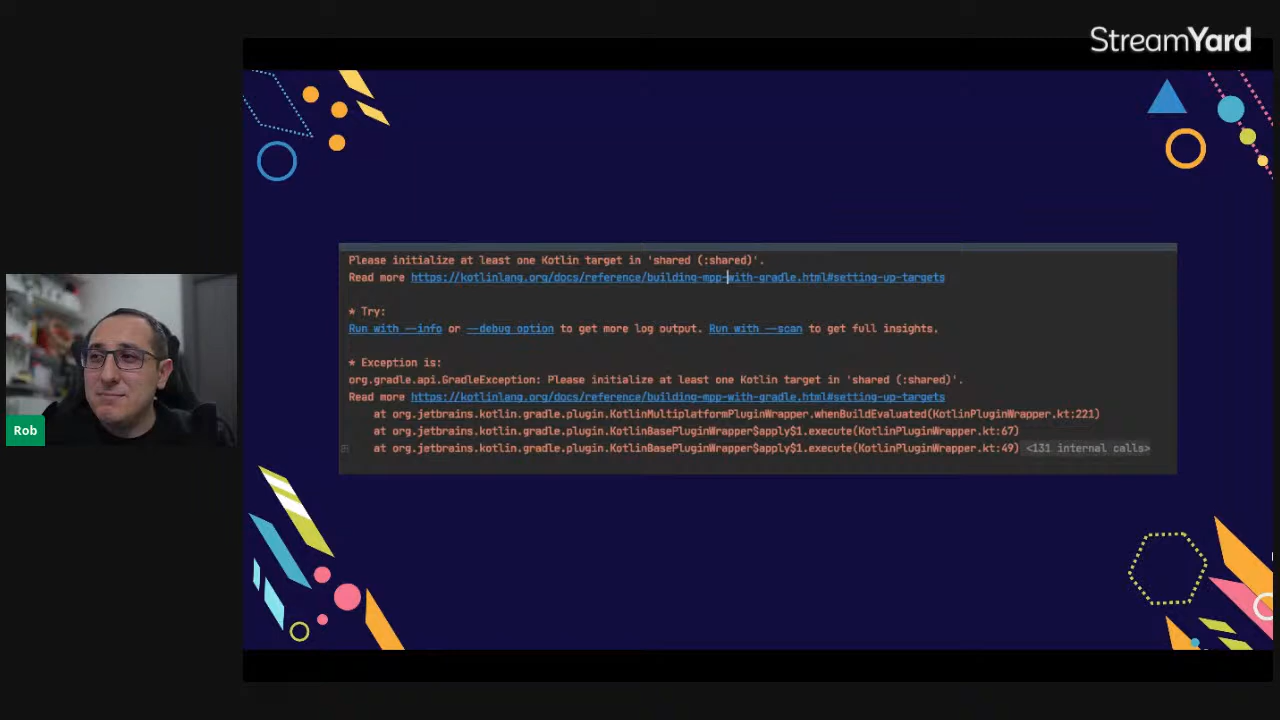 StreamYard
Please initialize at least one Kotlin target in 'shared (:shared)'.
Read more https://kotlinlang.org/docs/reference/building-mpp-with-gradle.html#setting-up-targets
* Try:
Run with --info or --debug option to get more log output. Run with --scan to get full insights.
* Exception is:
org.gradle.api.GradleException: Please initialize at least one Kotlin target in 'shared (:shared)'.
Read more https://kotlinlang.org/docs/reference/building-mpp-with-gradle.html#setting-up-targets
at org.jetbrains.kotlin.gradle.plugin.KotlinMultiplatformPluginWrapper.whenBuildEvaluated(KotlinPluginWrapper.kt:221)
at org.jetbrains.kotlin.gradle.plugin.KotlinBasePluginWrapper$apply$1.execute(KotlinPluginWrapper.kt:67)
at org.jetbrains.kotlin.gradle.plugin.KotlinBasePluginWrapper$apply$1.execute(KotlinPluginWrapper.kt:49) <131 internal calls>
Rob